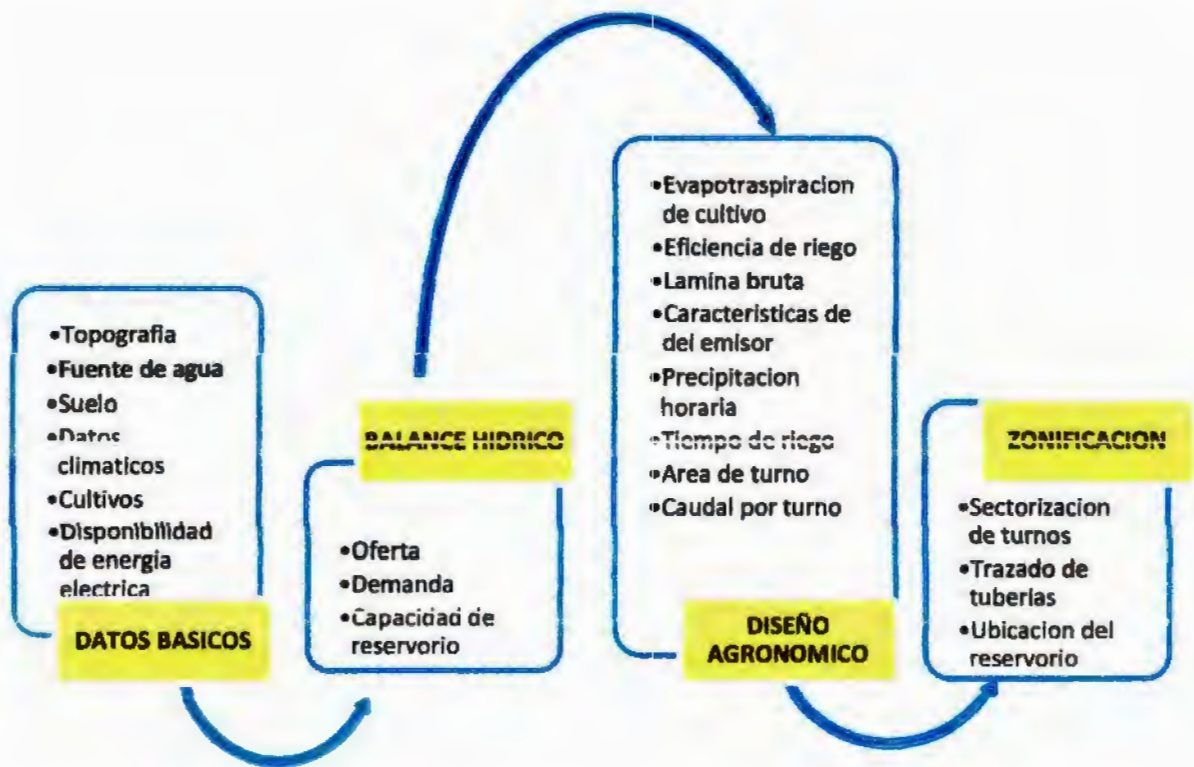 •Topografia
•Fuente de agua
•Suelo
•Datos
climaticos
•Cultivos
•Disponibilidad
de energia
electrica
DATOS BASICOS
BALANCE HIDRICO
•Oferta
•Demanda
•Capacidad de
reservorio
•Evapotraspiracion
de cultivo
•Eficiencia de riego
•Lamina bruta
•Caracteristicas de
del emisor
•Precipitacion
horaria
•Tiempo de riego
•Area de turno
•Caudal por turno
DISEÑO
AGRONOMICO
ZONIFICACION
•Sectorizacion
de turnos
•Trazado de
tuberias
•Ubicacion del
reservorio